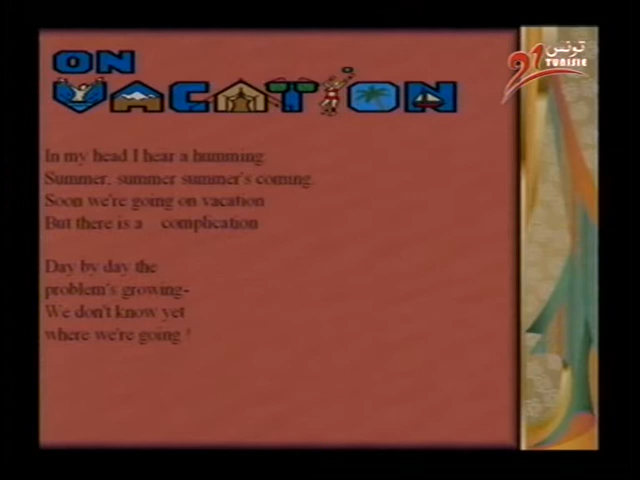 ON
VACATION
تونس
21
TUNISIE
In my head I hear a humming
Summer, summer summer's coming.
Soon we're going on vacation
But there is a complication
Day by day the
problem's growing-
We don't know yet
where we're going !